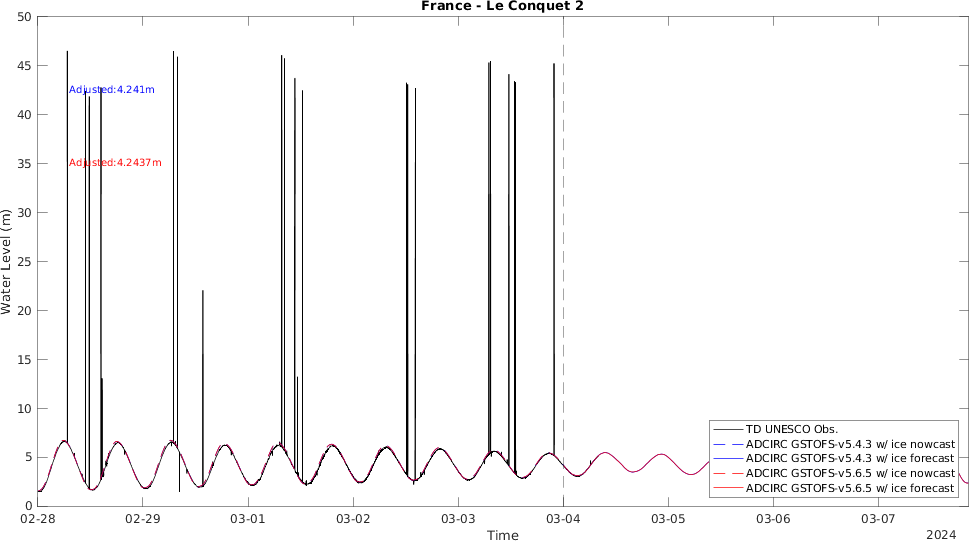 France - Le Conquet 2
50
45
40
35
30
25
20
15
10
5
0
Water Level (m)
Adjusted:4.241m
Adjusted:4.2437m
TD UNESCO Obs.
ADCIRC GSTOFS-v5.4.3 w/ ice nowcast
ADCIRC GSTOFS-v5.4.3 w/ ice forecast
ADCIRC GSTOFS-v5.6.5 w/ ice nowcast
ADCIRC GSTOFS-v5.6.5 w/ ice forecast
02-28 02-29 03-01 03-02 03-03 03-04 03-05 03-06 03-07
Time
2024